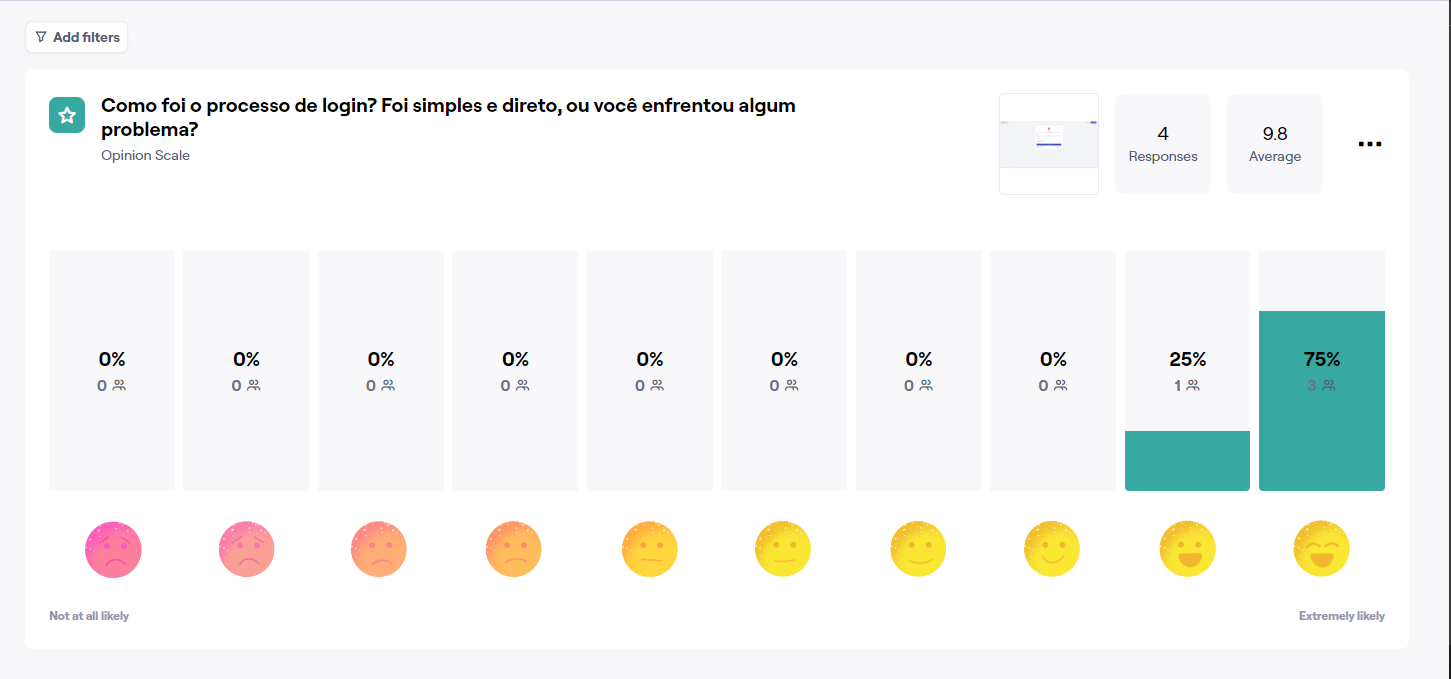 Add filters
Como foi o processo de login? Foi simples e direto, ou você enfrentou algum
problema?
Opinion Scale
4
Responses
9.8
Average
0%
0
0%
0
0%
0
0%
0
0%
0
0%
0
0%
0
0%
0
25%
1
75%
3
Not at all likely
Extremely likely